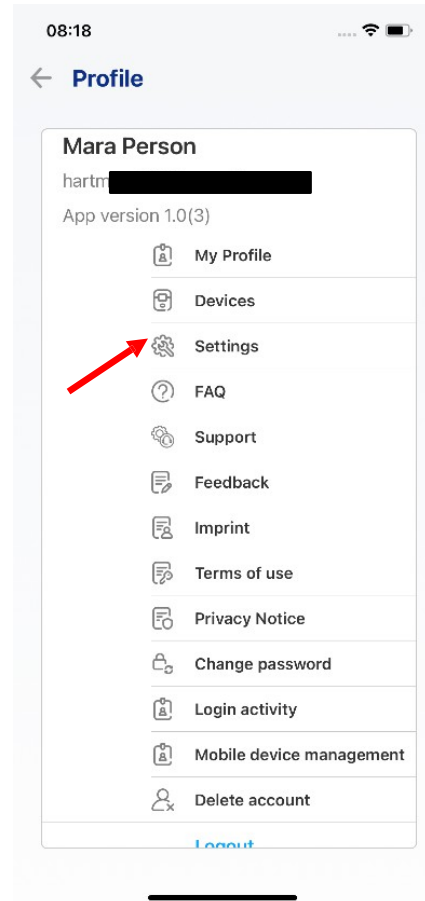 08:18
Profile
Mara Person
hartm
App version 1.0(3)
My Profile
Devices
Settings
FAQ
Support
Feedback
Imprint
Terms of use
Privacy Notice
Change password
Login activity
Mobile device management
Delete account
Logout